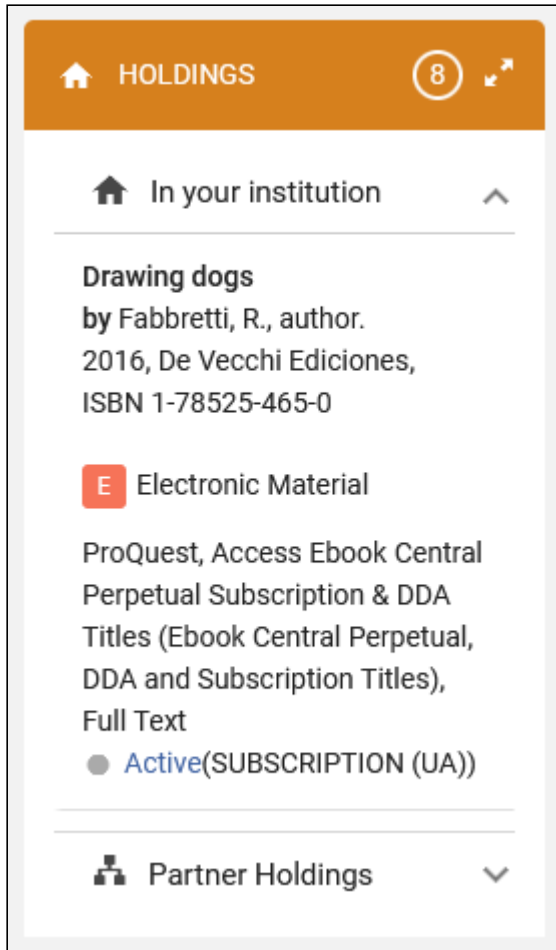 HOLDINGS 8
In your institution
Drawing dogs
by Fabbretti, R., author.
2016, De Vecchi Ediciones,
ISBN 1-78525-465-0
E Electronic Material
ProQuest, Access Ebook Central
Perpetual Subscription & DDA
Titles (Ebook Central Perpetual,
DDA and Subscription Titles),
Full Text
Active(SUBSCRIPTION (UA))
Partner Holdings